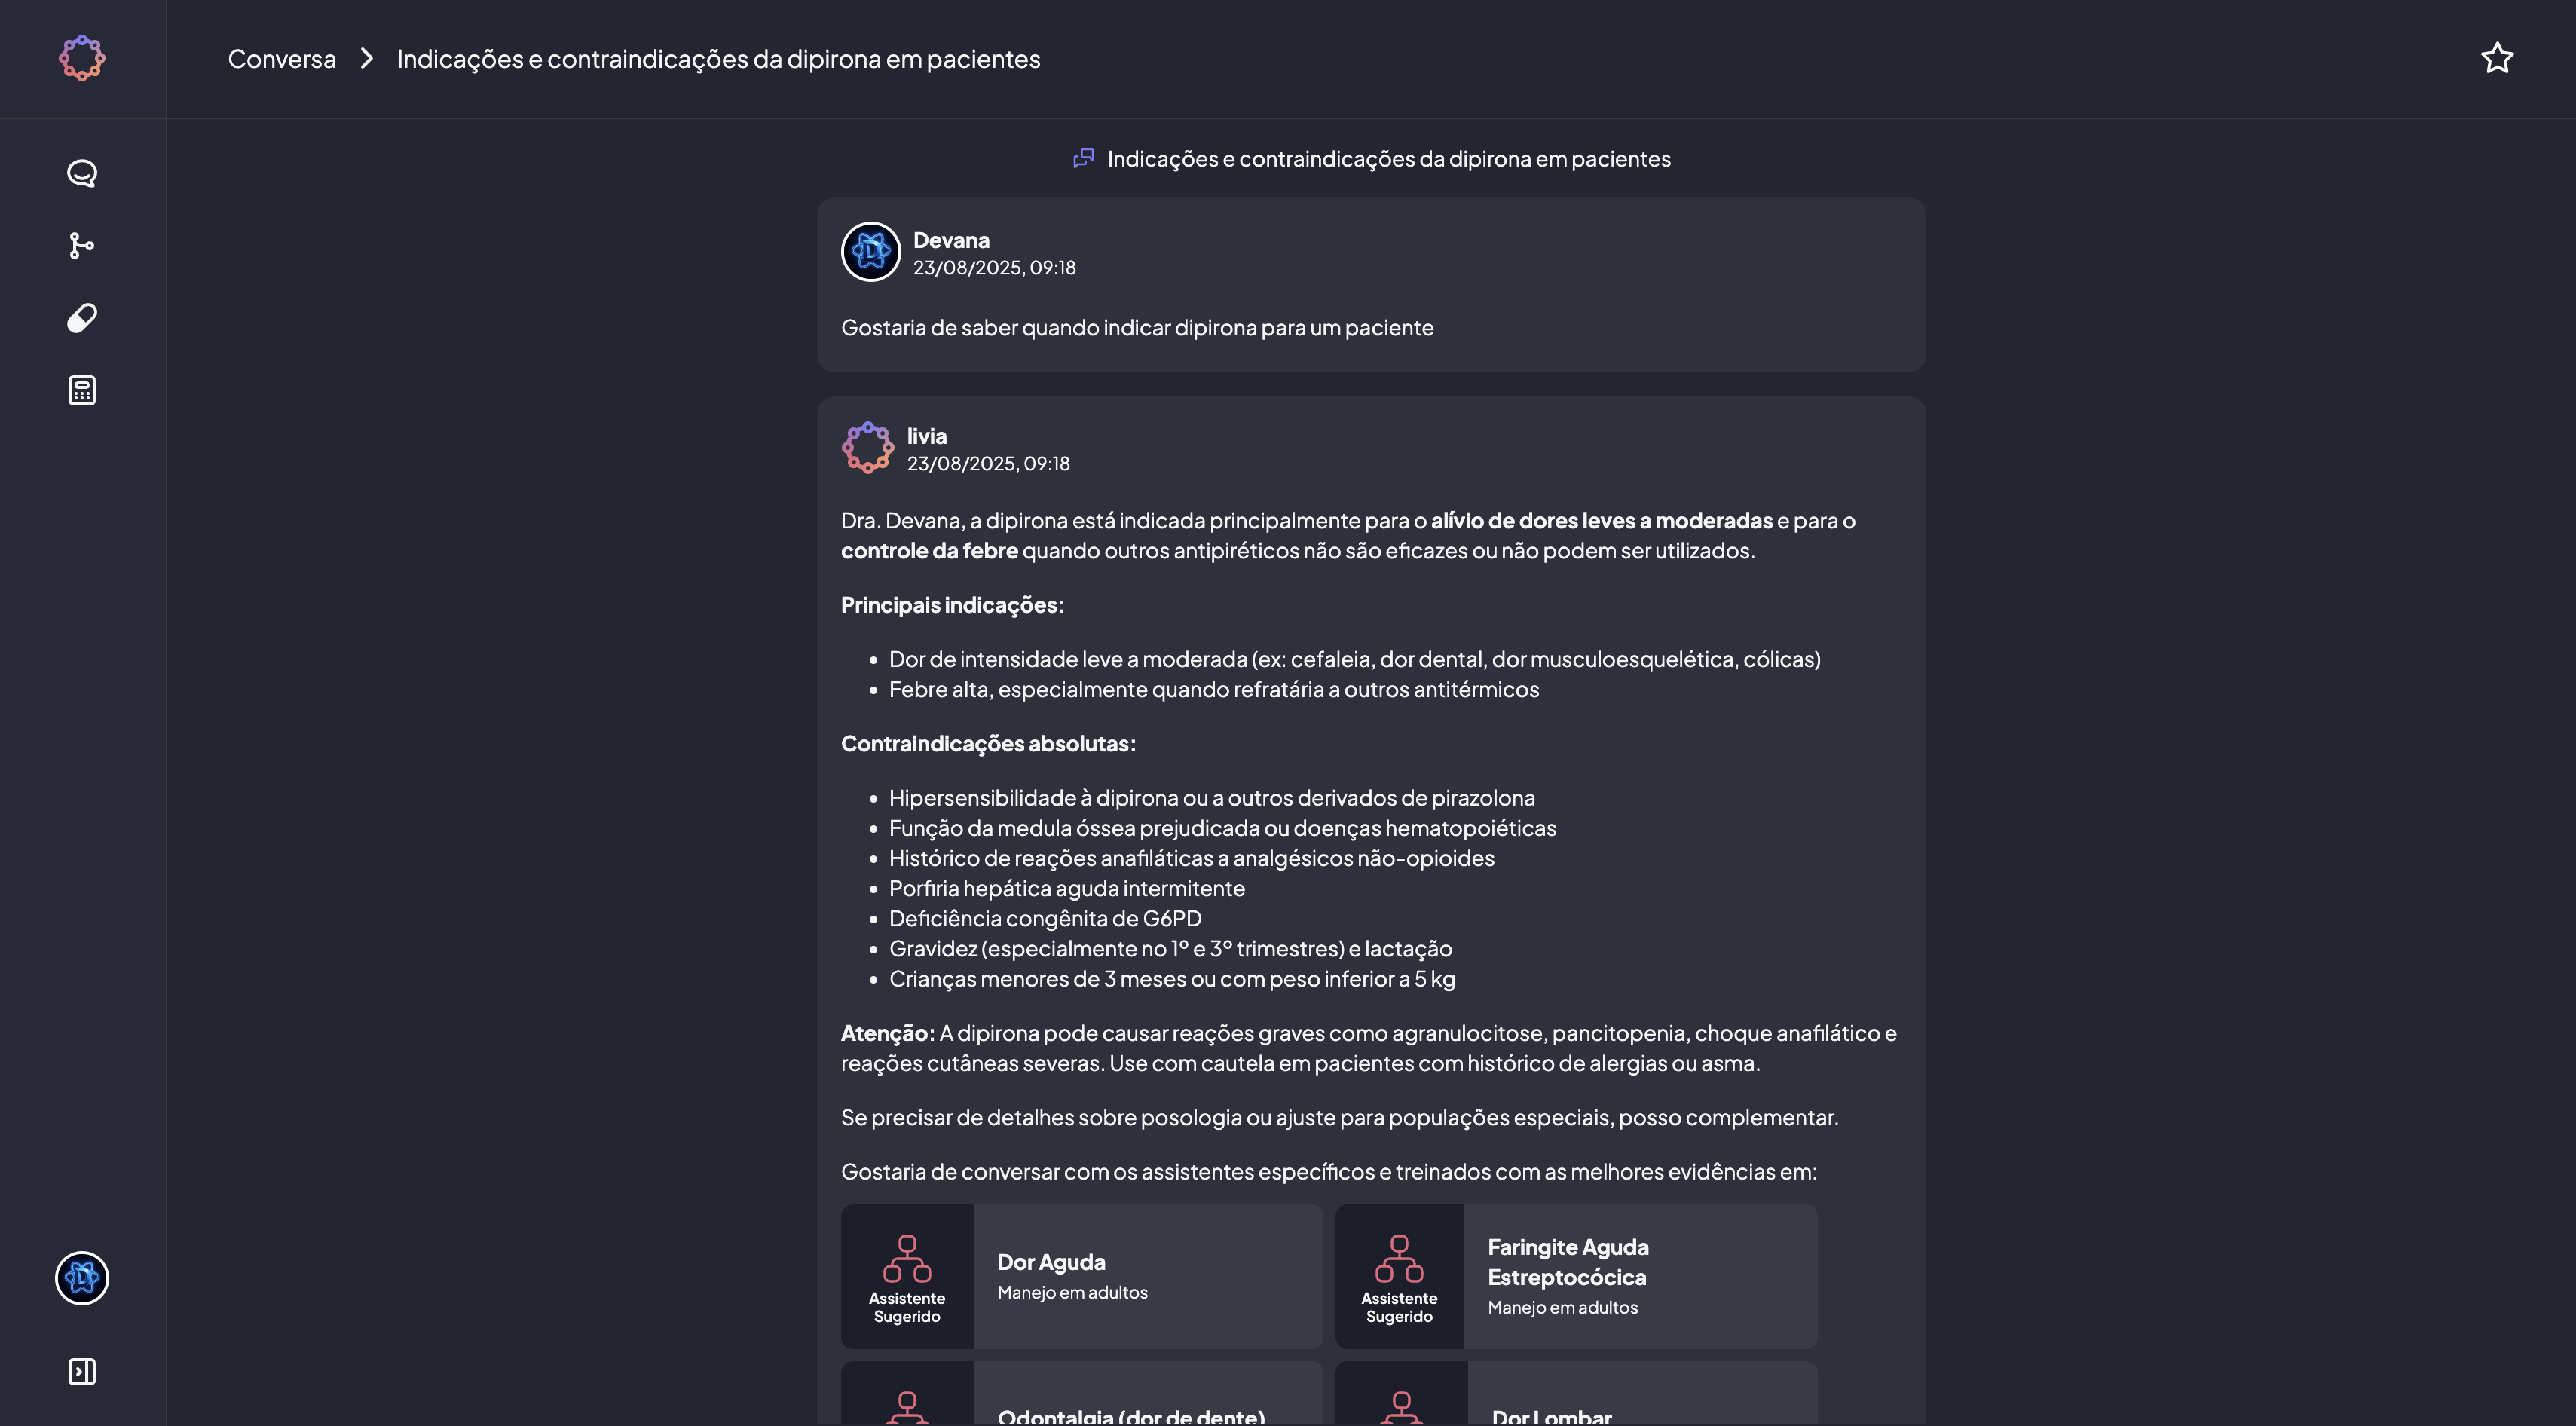 Conversa > Indicações e contraindicações da dipirona em pacientes
Indicações e contraindicações da dipirona em pacientes
Devana
23/08/2025, 09:18
Gostaria de saber quando indicar dipirona para um paciente
livia
23/08/2025, 09:18
Dra. Devana, a dipirona está indicada principalmente para o alívio de dores leves a moderadas e para o
controle da febre quando outros antipiréticos não são eficazes ou não podem ser utilizados.
Principais indicações:
• Dor de intensidade leve a moderada (ex: cefaleia, dor dental, dor musculoesquelética, cólicas)
• Febre alta, especialmente quando refratária a outros antitérmicos
Contraindicações absolutas:
• Hipersensibilidade à dipirona ou a outros derivados de pirazolona
• Função da medula óssea prejudicada ou doenças hematopoiéticas
• Histórico de reações anafiláticas a analgésicos não-opioides
• Porfiria hepática aguda intermitente
• Deficiência congênita de G6PD
• Gravidez (especialmente no 1º e 3º trimestres) e lactação
• Crianças menores de 3 meses ou com peso inferior a 5 kg
Atenção: A dipirona pode causar reações graves como agranulocitose, pancitopenia, choque anafilático e
reações cutâneas severas. Use com cautela em pacientes com histórico de alergias ou asma.
Se precisar de detalhes sobre posologia ou ajuste para populações especiais, posso complementar.
Gostaria de conversar com os assistentes específicos e treinados com as melhores evidências em:
Assistente
Sugerido
Dor Aguda
Manejo em adultos
Assistente
Sugerido
Faringite Aguda
Estreptocócica
Manejo em adultos
Odontalgia (dor de dente)
Dor Lombar